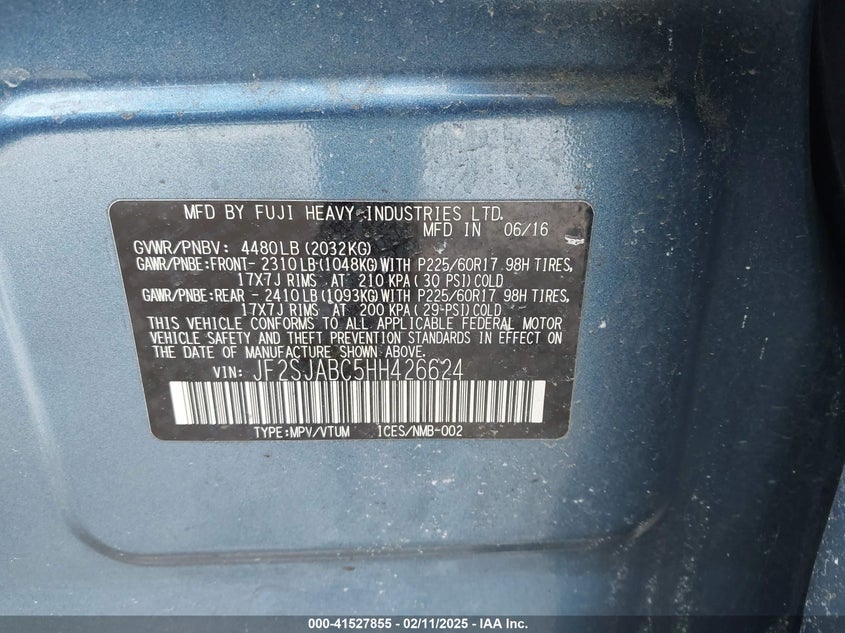 MFD BY FUJI HEAVY INDUSTRIES LTD.
MFD IN 06/16
GVWR/PNBV: 4480LB(2032KG)
GAWR/PNBE:FRONT- 2310LB(1048KG)WITH P225/60R17 98H TIRES,
17X7J RIMS AT 210 KPA(30 PSI)COLD
GAWR/PNBE:REAR - 2410LB(1093KG)WITH P225/60R17 98H TIRES,
17X7J RIMS AT 200 KPA(29-PSI)COLD
THIS VEHICLE CONFORMS TO ALL APPLICABLE FEDERAL MOTOR
VEHICLE SAFETY AND THEFT PREVENTION STANDARDS IN EFFECT ON
THE DATE OF MANUFACTURE SHOWN ABOVE.
VIN: JF2SJABC5HH426624
TYPE:MPV/VTUM ICES/NMB-002
000-41527855 - 02/11/2025 - IAA Inc.